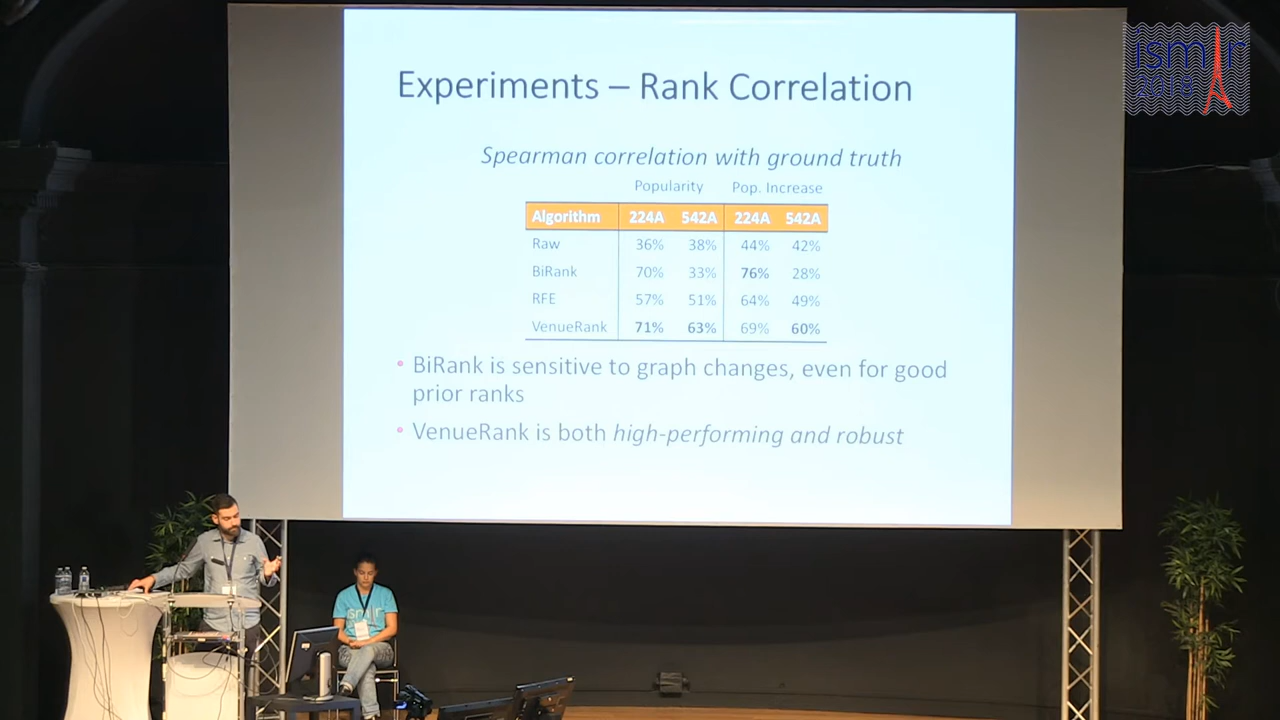 ismir
2018
Experiments – Rank Correlation
Spearman correlation with ground truth
Popularity Pop. Increase
Algorithm 224A 542A 224A 542A
Raw 36% 38% 44% 42%
BiRank 70% 33% 76% 28%
RFE 57% 51% 64% 49%
VenueRank 71% 63% 69% 60%
• BiRank is sensitive to graph changes, even for good
prior ranks
• VenueRank is both high-performing and robust
ismir